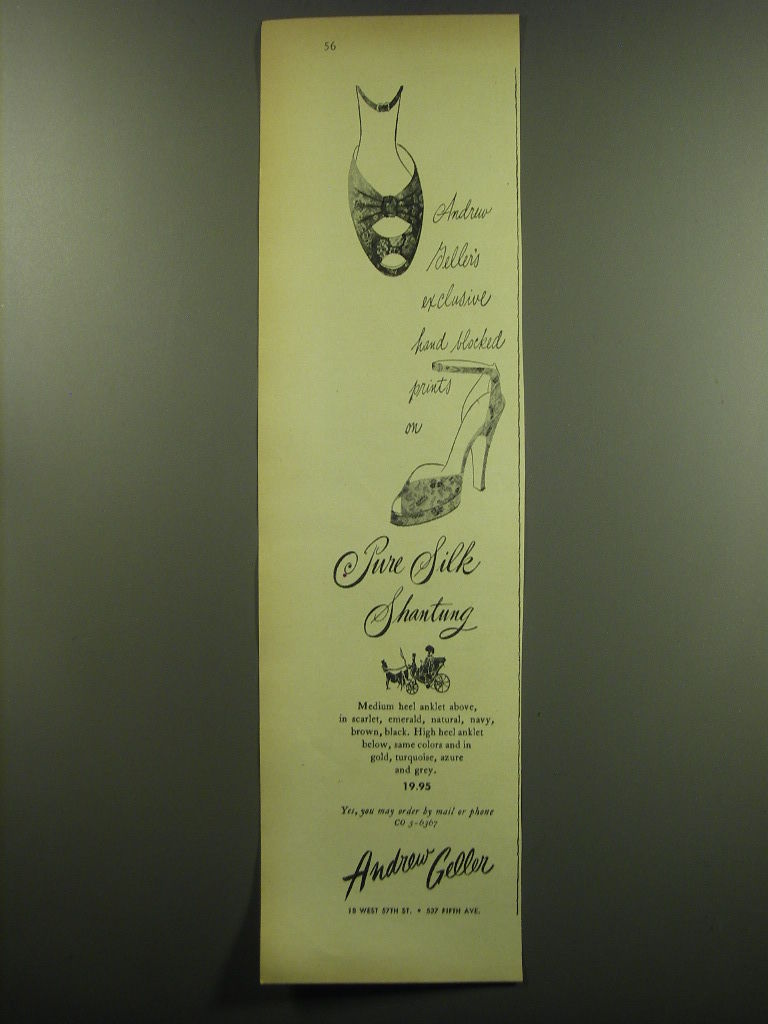 56
Andrew
Geller's
exclusive
hand blocked
prints
on
Pure Silk
Shantung
Medium heel anklet above,
in scarlet, emerald, natural, navy,
brown, black. High heel anklet
below, same colors and in
gold, turquoise, azure
and grey.
19.95
Yes, you may order by mail or phone
CO 5-6367
Andrew Geller
18 WEST 57TH ST. • 537 FIFTH AVE.